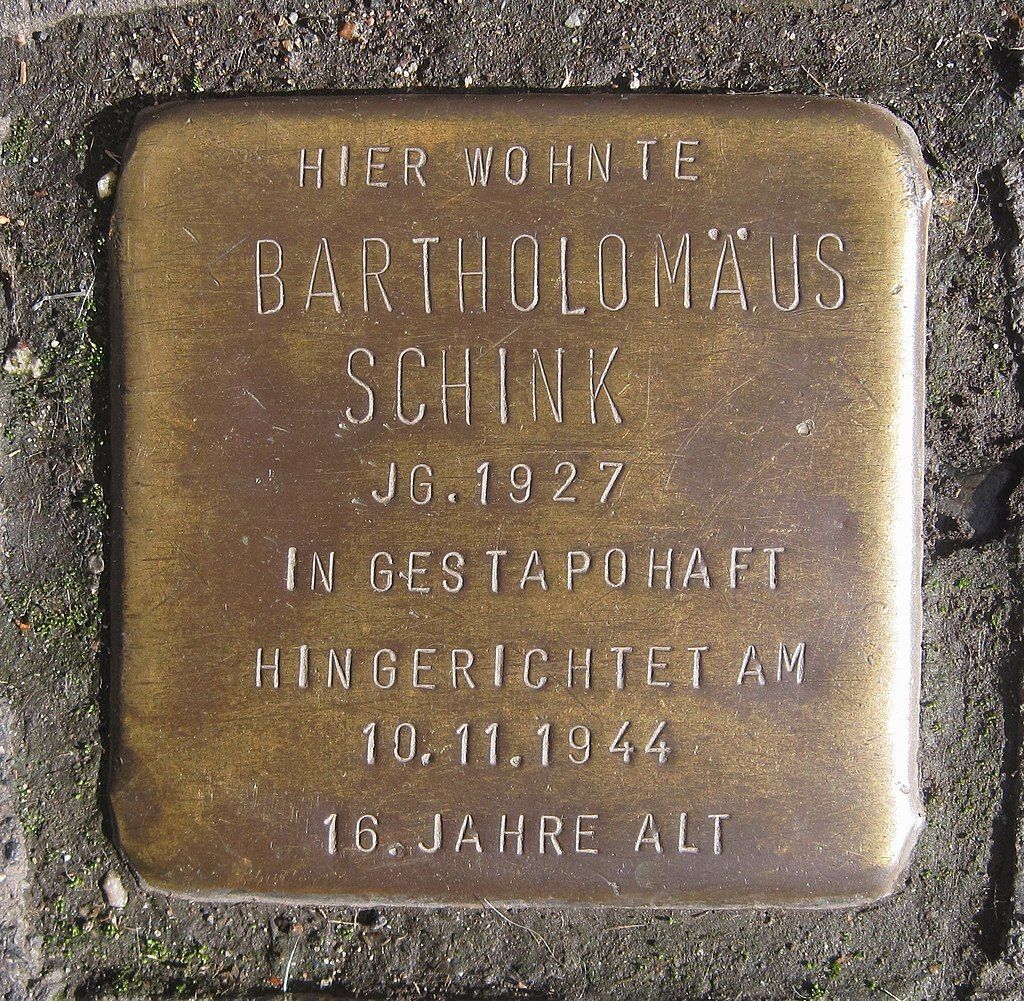 HIER WOHNTE
BARTHOLOMÄUS
SCHINK
JG.1927
IN GESTAPOHAFT
HINGERICHTET AM
10.11.1944
16.JAHRE ALT